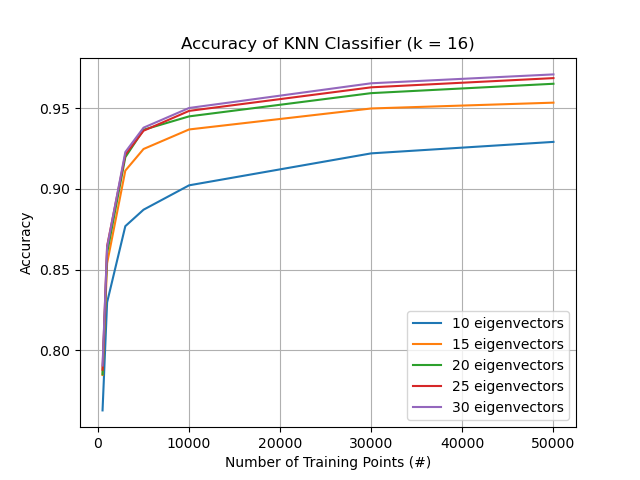 Accuracy of KNN Classifier (k = 16)
Accuracy
0.95
0.90
0.85
0.80
10 eigenvectors
15 eigenvectors
20 eigenvectors
25 eigenvectors
30 eigenvectors
0 10000 20000 30000 40000 50000
Number of Training Points (#)